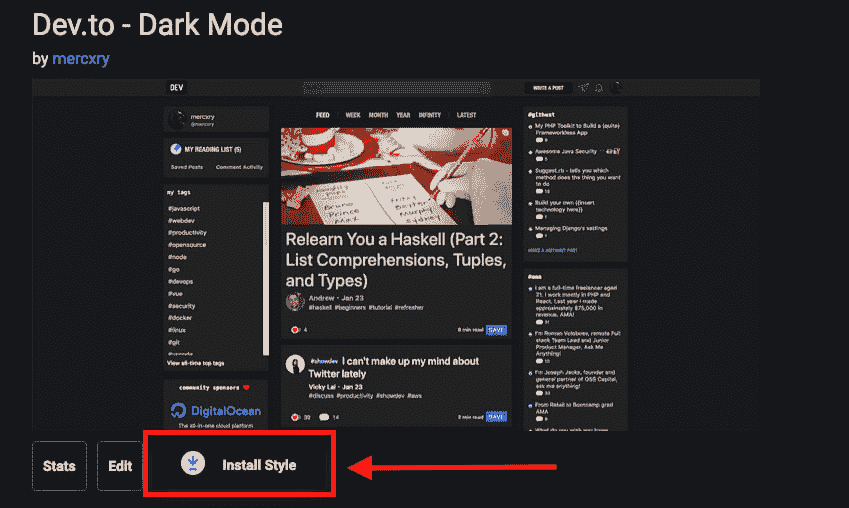 Dev.to - Dark Mode
by mercxry
DEV
WRITE A POST
mercxry
@mercxry
MY READING LIST (5)
Saved Posts Comment Activity
my tags
#javascript
#webdev
#productivity
#opensource
#node
#go
#devops
#vue
#security
#docker
#linux
#git
View all-time top tags
community sponsors
DigitalOcean
The all-in-one cloud platform
FEED WEEK MONTH YEAR INFINITY LATEST
Relearn You a Haskell (Part 2:
List Comprehensions, Tuples,
and Types)
Andrew · Jan 23
#haskell #beginners #tutorial #refresher
4 8 min read SAVE
#showdev I can't make up my mind about
Twitter lately
Vicky Lai · Jan 23
#discuss #productivity #showdev #aws
39 14 3 min read SAVE
#githunt
My PHP Toolkit to Build a (quite)
Frameworkless App
Awesome Java Security
Suggest.rb - tells you which
method does the thing you want
to do
Build your own {(insert
technology here)}
Managing Django's settings
#ama
I am a full-time freelancer aged
21. I work mostly in PHP and
React. Last year I made
approximately $75,000 in
revenue. AMA!
stack Team Lead and Junior
Product Manager, Ask Me
Anything!
I'm Joseph Jacks, founder and
general partner of OSS Capital,
ask me anything!
From Retail to Bootcamp grad
AMA
Stats Edit Install Style